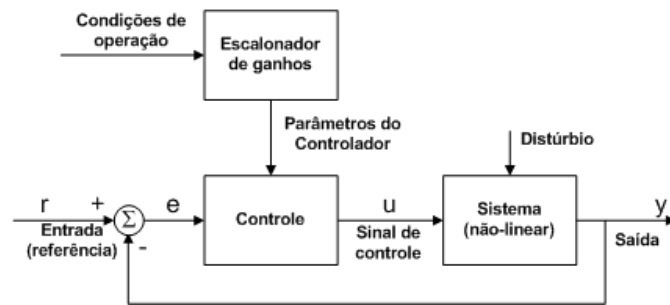 Condições de
operação
Escalonador
de ganhos
Parâmetros do
Controlador
Distúrbio
r
+
Σ
-
e
Controle
u
Sistema
(não-linear)
y
Entrada
(referência)
Sinal de
controle
Saída